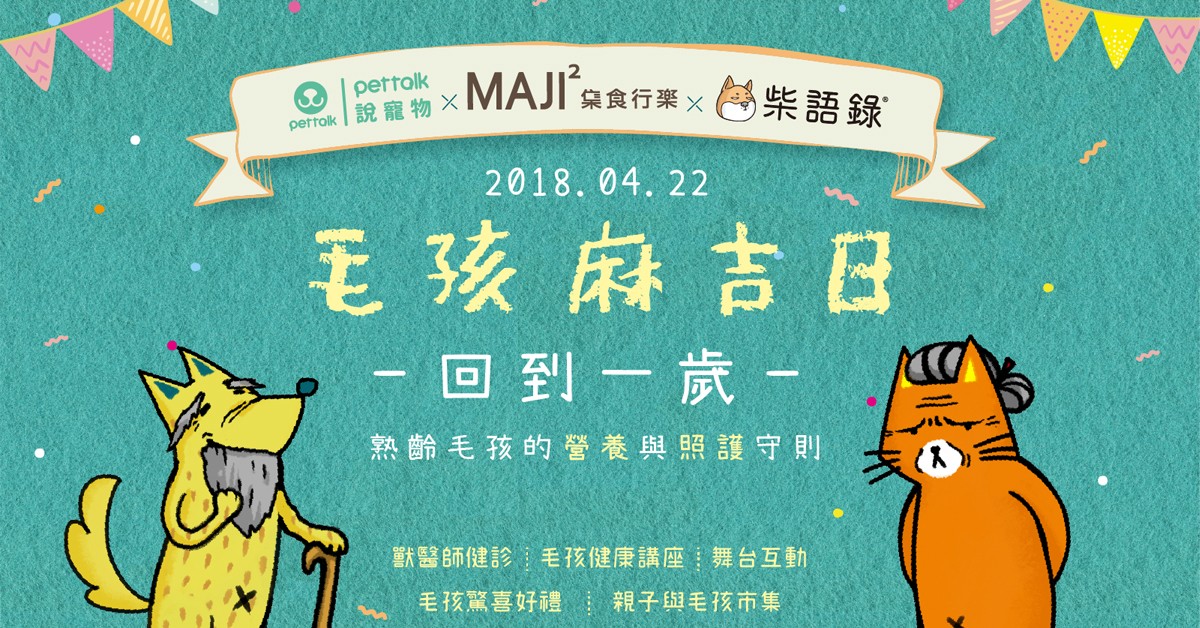 pettalk
pettalk
說寵物
×
MAJI²
集食行樂
×
柴語錄®
2018.04.22
毛孩麻吉日
－回到一歲－
熟齡毛孩的營養與照護守則
獸醫師健診┊毛孩健康講座┊舞台互動
毛孩驚喜好禮┊親子與毛孩市集